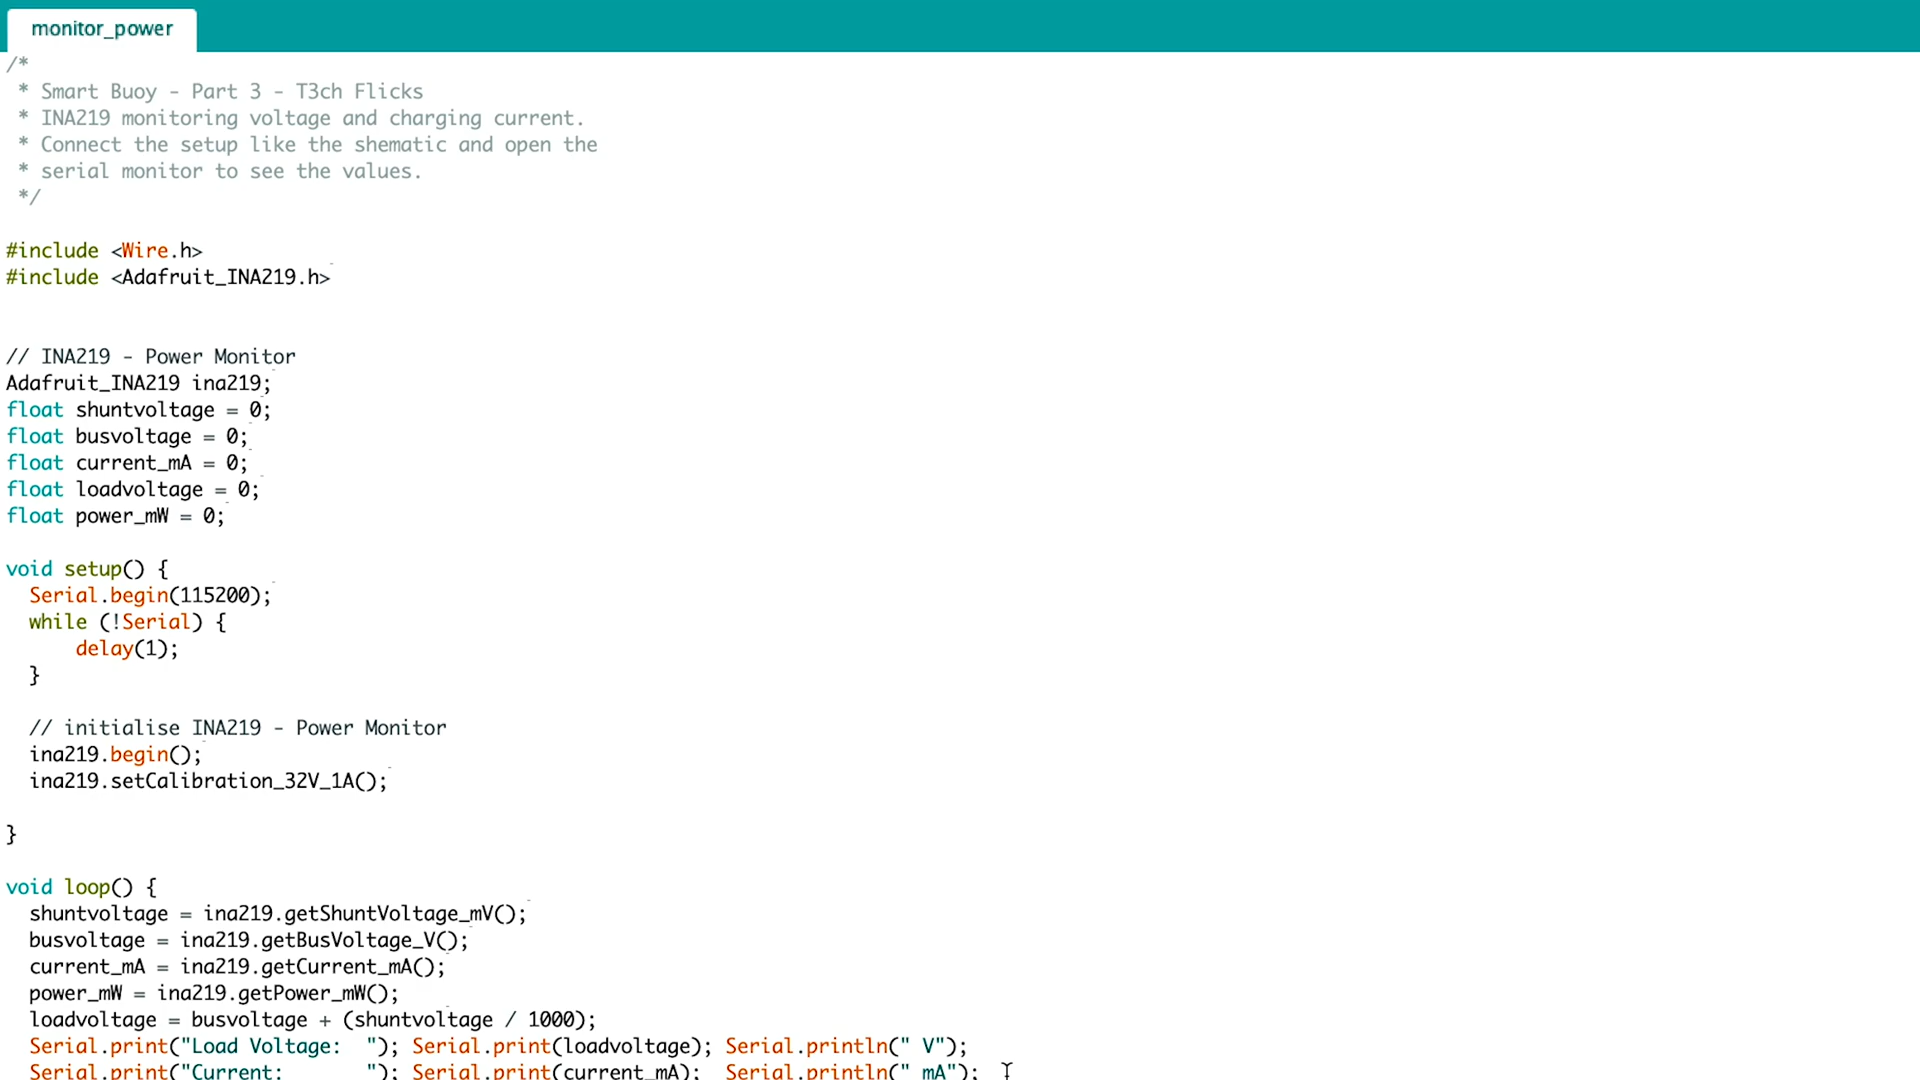 monitor_power
/*
* Smart Buoy - Part 3 - T3ch Flicks
* INA219 monitoring voltage and charging current.
* Connect the setup like the shematic and open the
* serial monitor to see the values.
*/
#include <Wire.h>
#include <Adafruit_INA219.h>
// INA219 - Power Monitor
Adafruit_INA219 ina219;
float shuntvoltage = 0;
float busvoltage = 0;
float current_mA = 0;
float loadvoltage = 0;
float power_mW = 0;
void setup() {
Serial.begin(115200);
while (!Serial) {
delay(1);
}
// initialise INA219 - Power Monitor
ina219.begin();
ina219.setCalibration_32V_1A();
}
void loop() {
shuntvoltage = ina219.getShuntVoltage_mV();
busvoltage = ina219.getBusVoltage_V();
current_mA = ina219.getCurrent_mA();
power_mW = ina219.getPower_mW();
loadvoltage = busvoltage + (shuntvoltage / 1000);
Serial.print("Load Voltage:  "); Serial.print(loadvoltage); Serial.println(" V");
Serial.print("Current:       "); Serial.print(current_mA);  Serial.println(" mA");